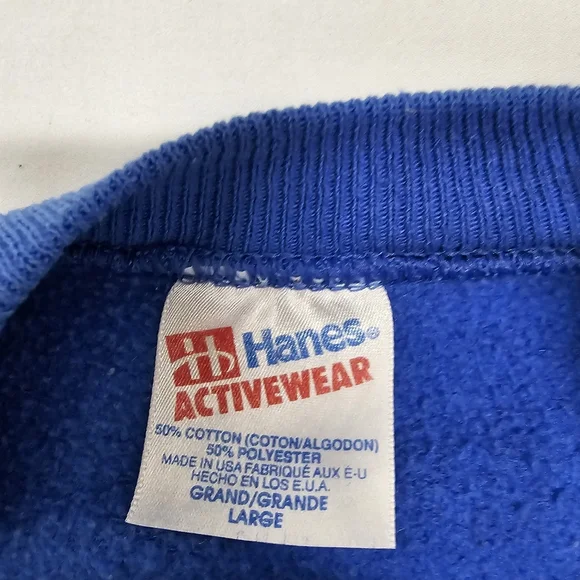 Hanes®
ACTIVEWEAR
50% COTTON (COTON/ALGODON)
50% POLYESTER
MADE IN USA FABRIQUÉ AUX É-U
HECHO EN LOS E.U.A.
GRAND/GRANDE
LARGE